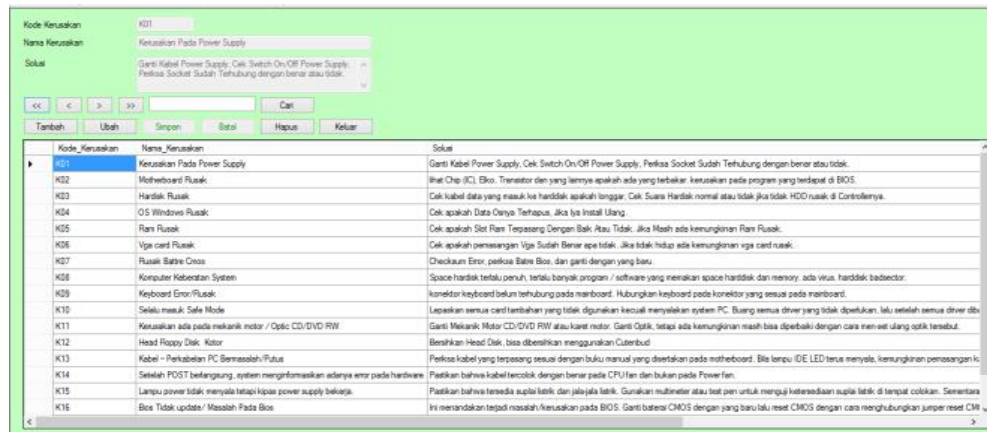 Kode Kerusakan K01
Nama Kerusakan Kerusakan Pada Power Supply
Solusi Ganti Kabel Power Supply, Cek Switch On/Off Power Supply,
Periksa Socket Sudah Terhubung dengan benar atau tidak.
<< < > >> Cari
Tambah Ubah Simpan Batal Hapus Keluar
Kode_Kerusakan Nama_Kerusakan Solusi
K01 Kerusakan Pada Power Supply Ganti Kabel Power Supply, Cek Switch On/Off Power Supply, Periksa Socket Sudah Terhubung dengan benar atau tidak.
K02 Motherboard Rusak lihat Chip (IC), Elko, Transistor dan yang lainnya apakah ada yang terbakar. kerusakan pada program yang terdapat di BIOS.
K03 Hardisk Rusak Cek kabel data yang masuk ke harddisk apakah longgar, Cek Suara Hardisk normal atau tidak jika tidak HDD rusak di Controllernya.
K04 OS Windows Rusak Cek apakah Data Osnya Terhapus, Jika Iya Install Ulang.
K05 Ram Rusak Cek apakah Slot Ram Terpasang Dengan Baik Atau Tidak. Jika Masih ada kemungkinan Ram Rusak.
K06 Vga card Rusak Cek apakah pemasangan Vga Sudah Benar apa tidak. Jika tidak hidup ada kemungkinan vga card rusak.
K07 Rusak Battre Cmos Checksum Error, periksa Batre Bios, dan ganti dengan yang baru.
K08 Komputer Keberatan System Space hardisk terlalu penuh, terlalu banyak program / software yang memakan space harddisk dan memory, ada virus, harddisk badsector.
K09 Keyboard Error/Rusak konektor keyboard belum terhubung pada mainboard. Hubungkan keyboard pada konektor yang sesuai pada mainboard.
K10 Selalu masuk Safe Mode Lepaskan semua card tambahan yang tidak digunakan kecuali menyalakan system PC. Buang semua driver yang tidak diperlukan, lalu setelah semua driver dibu
K11 Kerusakan ada pada mekanik motor / Optic CD/DVD RW Ganti Mekanik Motor CD/DVD RW atau karet motor. Ganti Optik, tetapi ada kemungkinan masih bisa diperbaiki dengan cara men-set ulang optik tersebut.
K12 Head Floppy Disk Kotor Bersihkan Head Disk, bisa dibersihkan menggunakan Cutenbud
K13 Kabel – Perkabelan PC Bermasalah/Putus Periksa kabel yang terpasang sesuai dengan buku manual yang disertakan pada motherboard. Bila lampu IDE LED terus menyala, kemungkinan pemasangan k
K14 Setelah POST berlangsung, system menginformasikan adanya error pada hardware Pastikan bahwa kabel tercolok dengan benar pada CPU fan dan bukan pada Power fan.
K15 Lampu power tidak menyala tetapi kipas power supply bekerja. Pastikan bahwa tersedia suplai listrik dan jala-jala listrik. Gunakan multimeter atau test pen untuk menguji ketersediaan suplai listrik di tempat colokan. Sementara
K16 Bios Tidak update/ Masalah Pada Bios Ini menandakan terjadi masalah/kerusakan pada BIOS. Ganti baterai CMOS dengan yang baru lalu reset CMOS dengan cara menghubungkan jumper reset CM